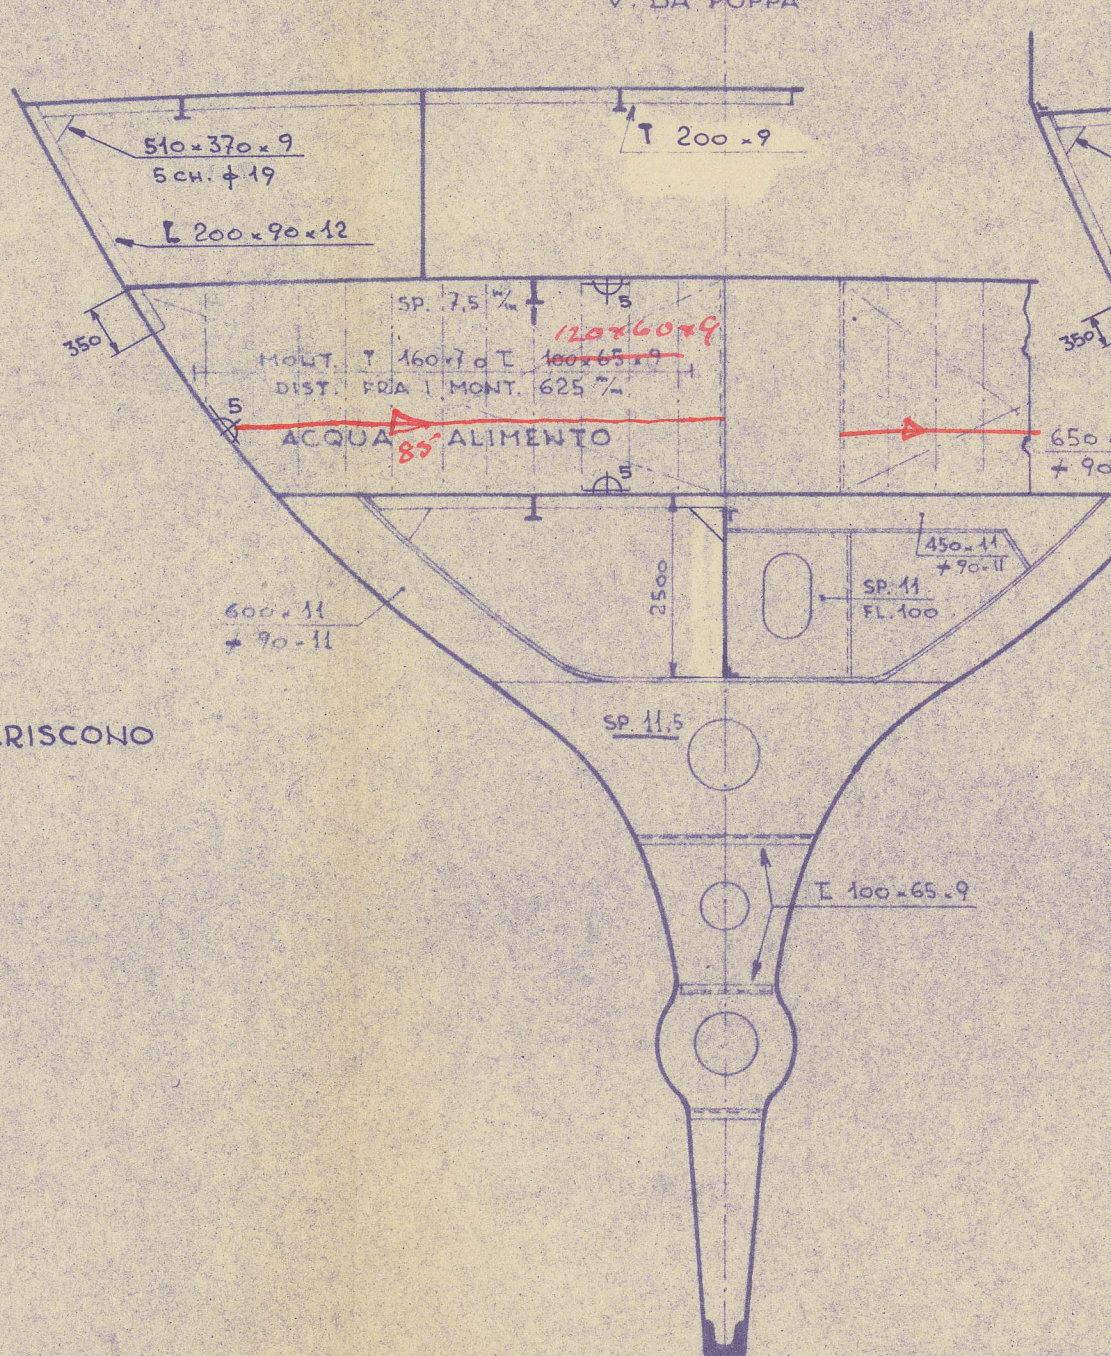 V. DA POPPA
510×370×9
5 CH. ϕ 19
T 200 × 9
L 200 × 90 × 12
350
SP. 7,5 m/m
5
120×60×9
MONT. T 160×7 o L 100×65×9
DIST. FRA I MONT. 625 m/m
350
5
ACQUA ALIMENTO
85
650
+ 90
5
450×11
+ 90-11
2500
SP. 11
FL. 100
600×11
+ 90-11
RISCONO
SP. 11,5
L 100×65×9